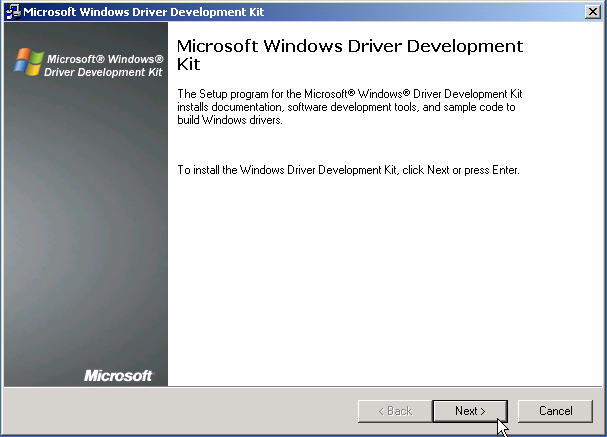 Microsoft Windows Driver Development Kit
Microsoft® Windows®
Driver Development Kit
Microsoft Windows Driver Development
Kit
The Setup program for the Microsoft® Windows® Driver Development Kit
installs documentation, software development tools, and sample code to
build Windows drivers.
To install the Windows Driver Development Kit, click Next or press Enter.
Microsoft
< Back
Next >
Cancel